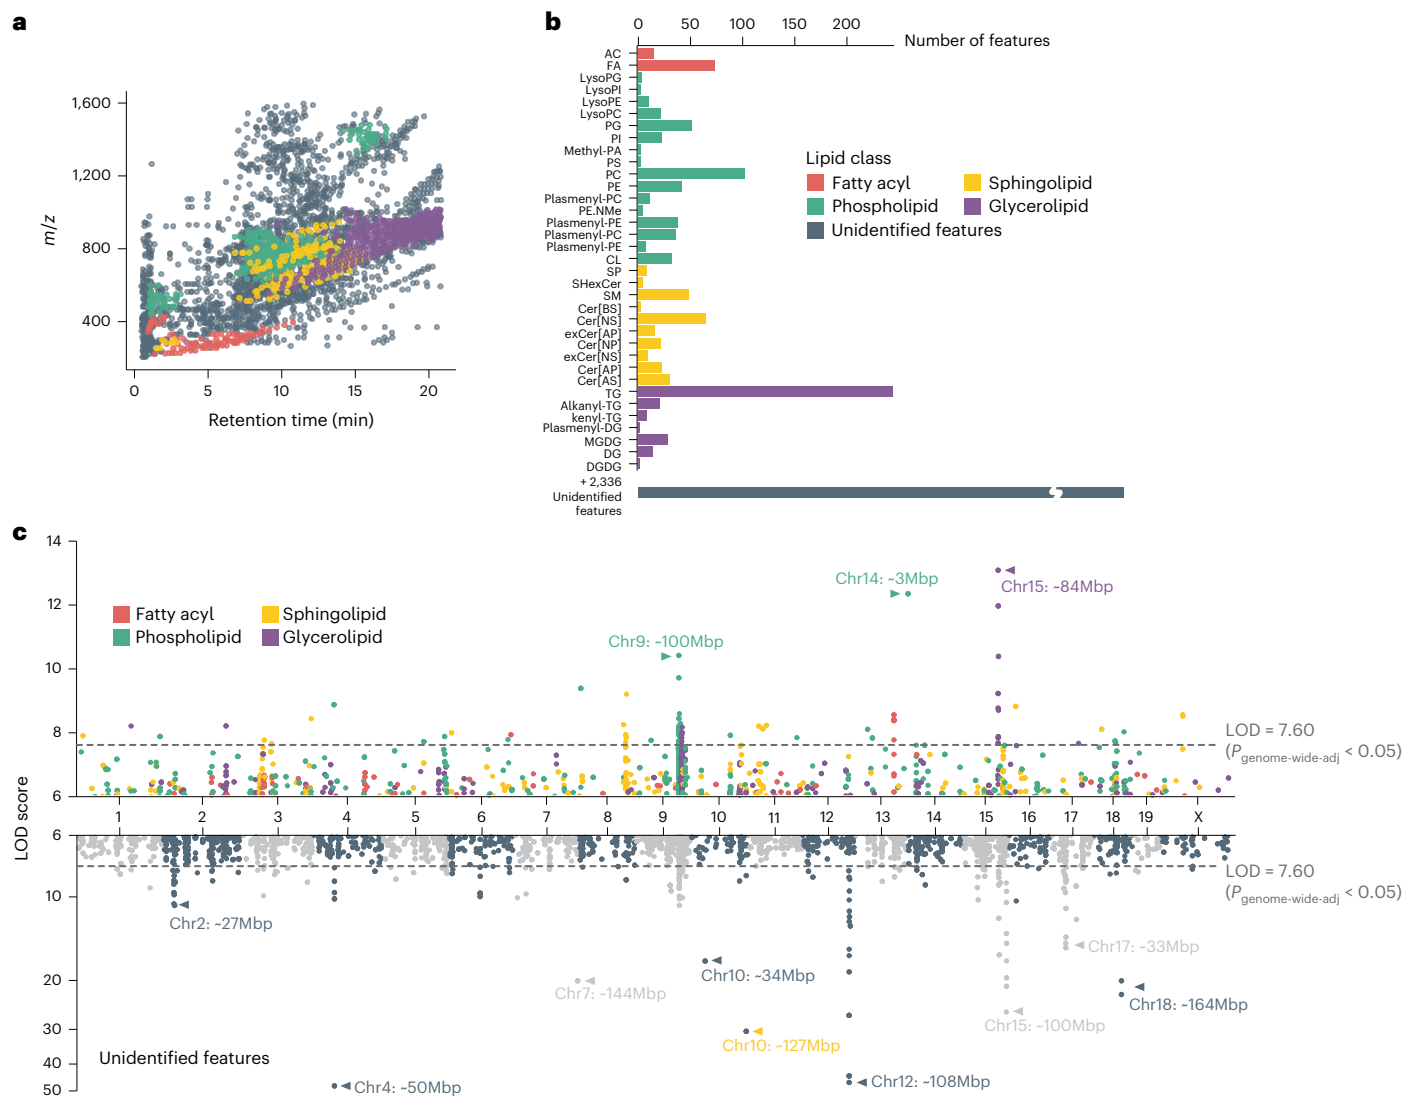 a
1,600
1,200
800
400
m/z
0
5
10
15
20
Retention time (min)
b
0
50
100
150
200
Number of features
AC
FA
LysoPG
LysoPI
LysoPE
LysoPC
PG
PI
Methyl-PA
PS
PC
PE
Plasmenyl-PC
PE.NMe
Plasmenyl-PE
Plasmenyl-PC
Plasmenyl-PE
CL
SP
SHexCer
SM
Cer[BS]
Cer[NS]
exCer[AP]
Cer[NP]
exCer[NS]
Cer[AP]
Cer[AS]
TG
Alkanyl-TG
kenyl-TG
Plasmenyl-DG
MGDG
DG
DGDG
+ 2,336
Unidentified
features
Lipid class
Fatty acyl
Sphingolipid
Phospholipid
Glycerolipid
Unidentified features
c
14
12
10
8
6
Fatty acyl
Sphingolipid
Phospholipid
Glycerolipid
Chr9: ~100Mbp
Chr14: ~3Mbp
Chr15: ~84Mbp
LOD = 7.60
(Pgenome-wide-adj < 0.05)
LOD score
1
2
3
4
5
6
7
8
9
10
11
12
13
14
15
16
17
18
19
X
6
10
20
30
40
50
LOD = 7.60
(Pgenome-wide-adj < 0.05)
Chr2: ~27Mbp
Chr17: ~33Mbp
Chr10: ~34Mbp
Chr7: ~144Mbp
Chr18: ~164Mbp
Chr15: ~100Mbp
Chr10: ~127Mbp
Unidentified features
Chr4: ~50Mbp
Chr12: ~108Mbp